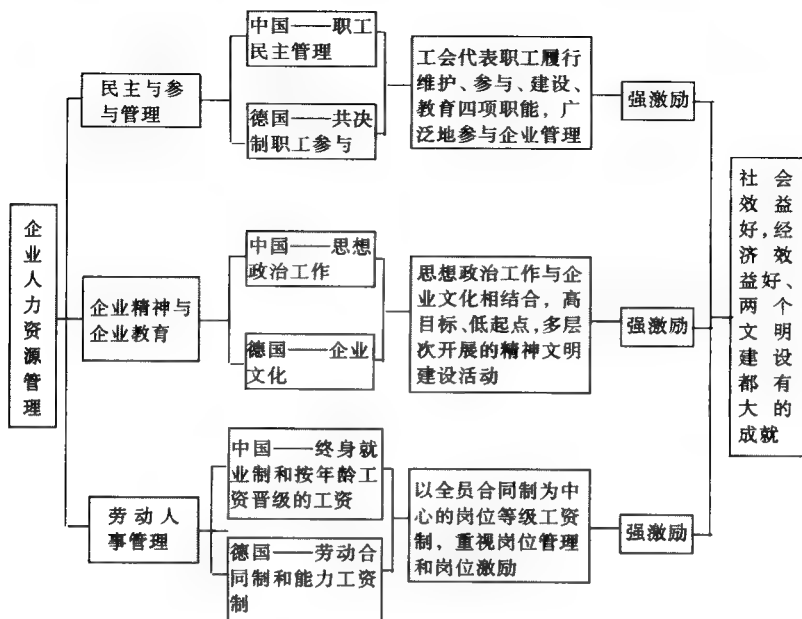 企业人力资源管理
民主与参
与管理
中国——职工
民主管理
德国——共决
制职工参与
工会代表职工履行
维护、参与、建设、
教育四项职能，广
泛地参与企业管理
强激励
企业精神与
企业教育
中国——思想
政治工作
德国——企业
文化
思想政治工作与企
业文化相结合，高
目标、低起点，多层
次开展的精神文明
建设活动
强激励
劳动人
事管理
中国——终身就
业制和按年龄工
资晋级的工资
德国——劳动合
同制和能力工资
制
以全员合同制为中
心的岗位等级工资
制，重视岗位管理
和岗位激励
强激励
社会
效益
好，经
济效
益好、
两个
文明
建设
都有
大的
成就